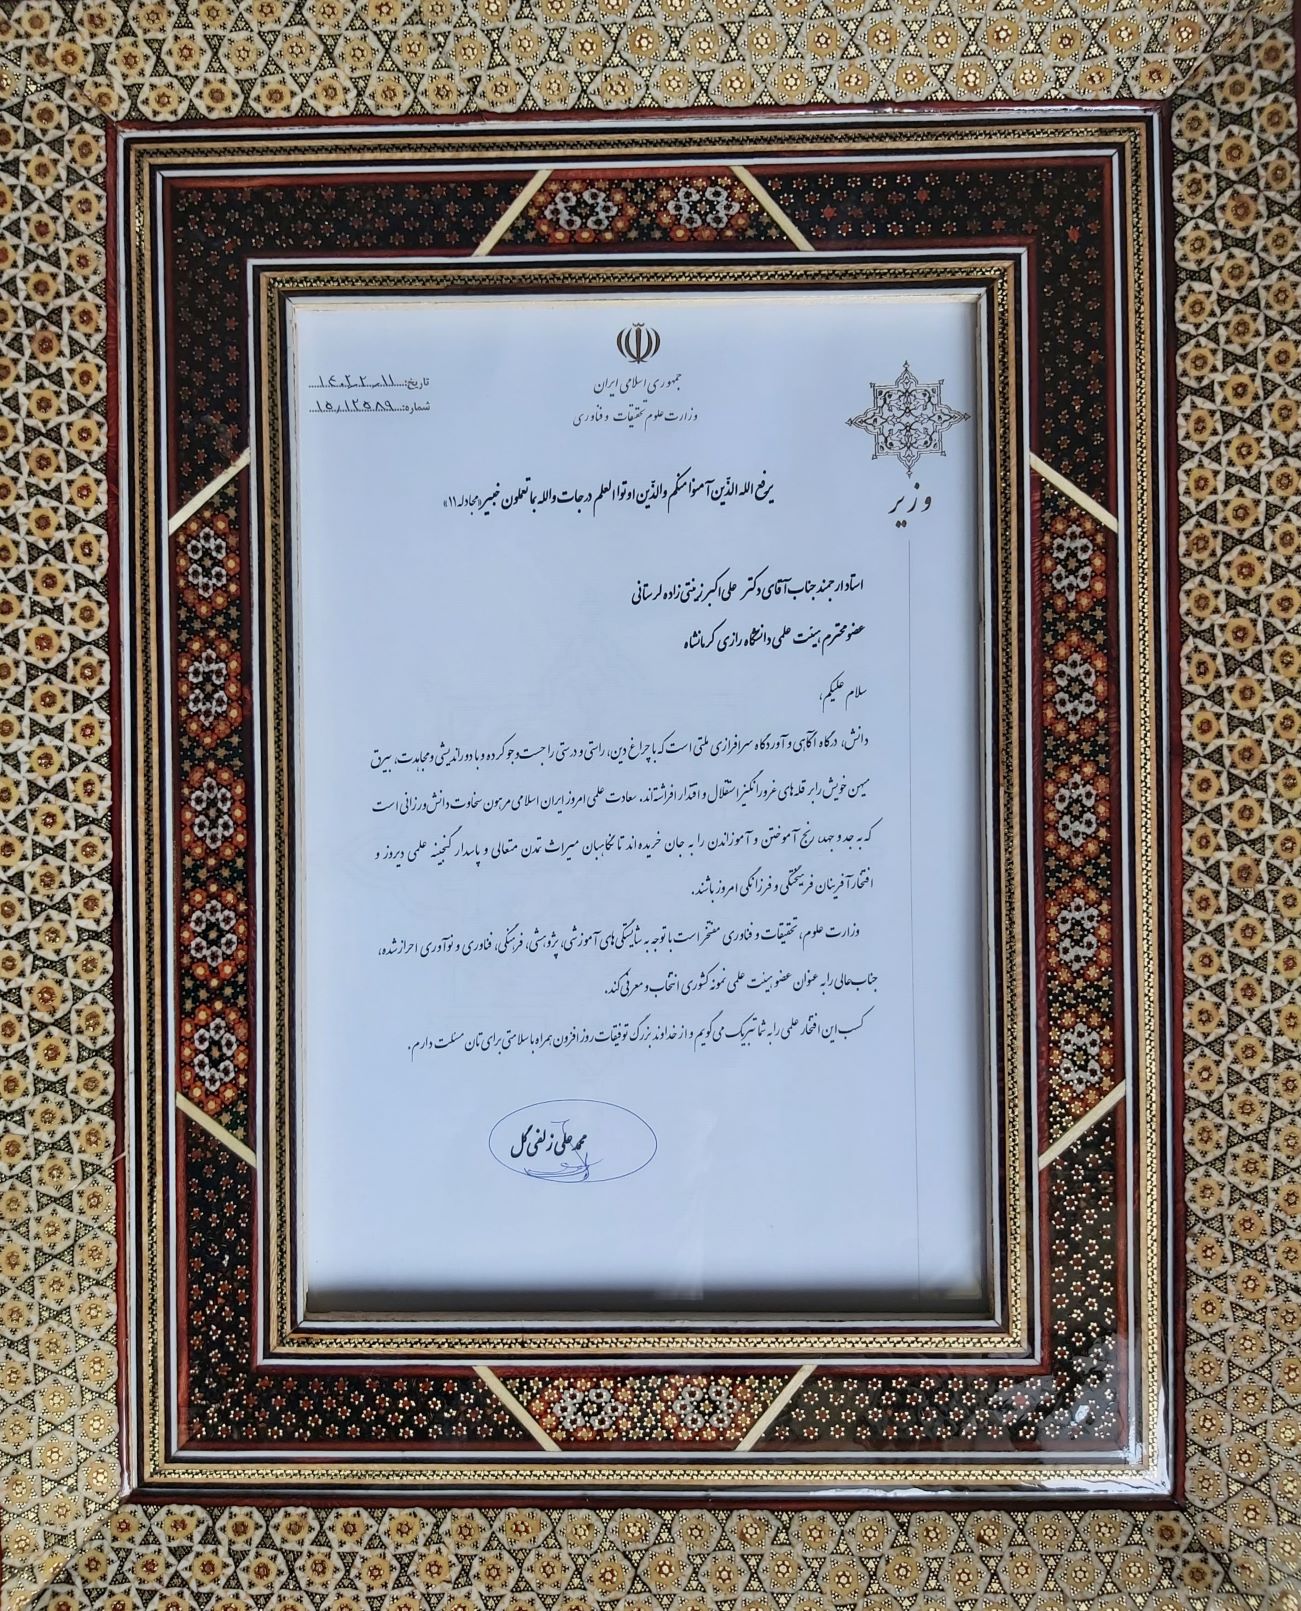 جمهوری اسلامی ایران
وزارت علوم تحقیقات و فناوری
تاریخ:
شماره: ۱۵/۱۲۵۸۹
وزیر
یرفع الله الذین آمنوا منکم والذین اوتوا العلم درجات والله بما تعملون خبیر «مجادله ۱۱»
استاد ارجمند جناب آقای دکتر علی اکبر زینتی زاده لرستانی
عضو محترم هیئت علمی دانشگاه رازی کرمانشاه
سلام علیکم،
دانش، درگاه آگاهی و آوردگاه سرافرازی ملتی است که با چراغ دین، راستی و درستی را جست و جو کرده و با دوراندیشی و مجاهدت، بیرق
میهن خویش را بر قله های غرورانگیز استقلال و اقتدار افراشته اند. سعادت علمی امروز ایران اسلامی مرهون سخاوت دانش ورزانی است
که به جد و جهد، رنج آموختن و آموزاندن را به جان خریده اند تا نگاهبان میراث تمدن متعالی و پاسدار گنجینه علمی دیروز و
افتخارآفرینان فرهیختگی و فرزانگی امروز باشند.
وزارت علوم، تحقیقات و فناوری مفتخر است با توجه به شایستگی های آموزشی، پژوهشی، فرهنگی، فناوری و نوآوری احراز شده،
جناب عالی را به عنوان عضو هیئت علمی نمونه کشوری انتخاب و معرفی کند.
کسب این افتخار علمی را به شما تبریک می گویم و از خداوند بزرگ توفیقات روزافزون همراه با سلامتی برای تان مسئلت دارم.
محمدعلی زلفی گل